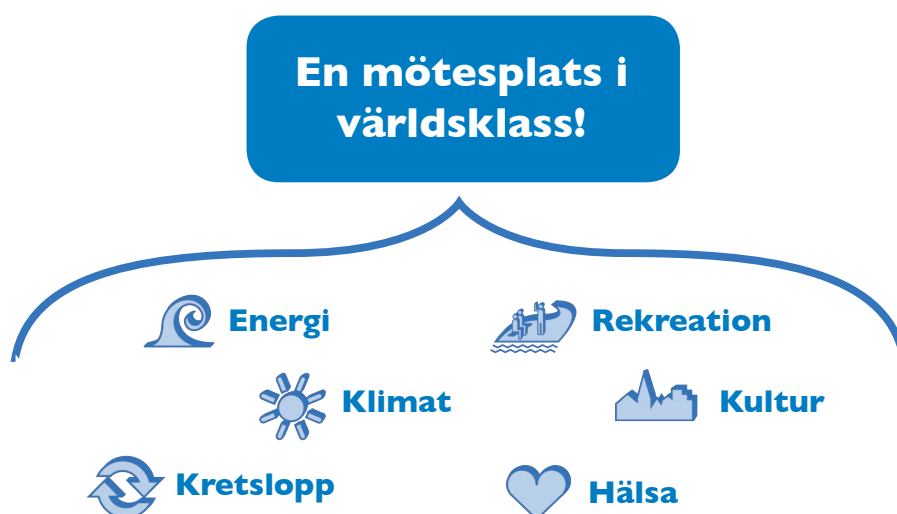 En mötesplats i
världsklass!
Energi
Rekreation
Klimat
Kultur
Kretslopp
Hälsa